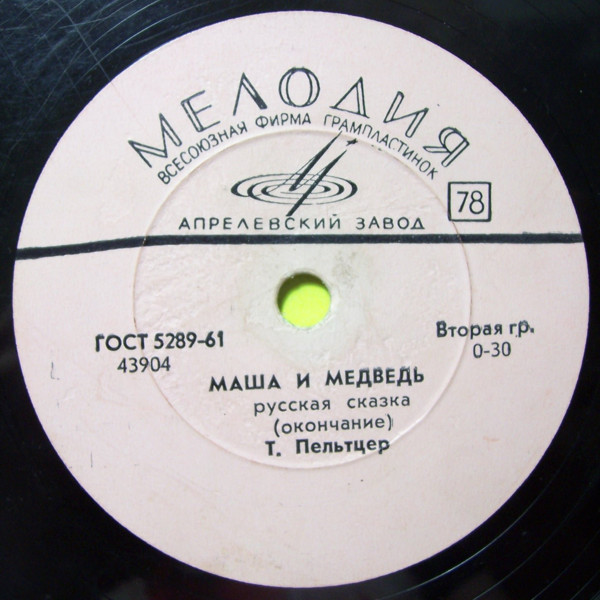 МЕЛОДИЯ
ВСЕСОЮЗНАЯ ФИРМА ГРАМПЛАСТИНОК
78
АПРЕЛЕВСКИЙ ЗАВОД
ГОСТ 5289-61
43904
Вторая гр.
0-30
МАША И МЕДВЕДЬ
русская сказка
(окончание)
Т. Пельтцер